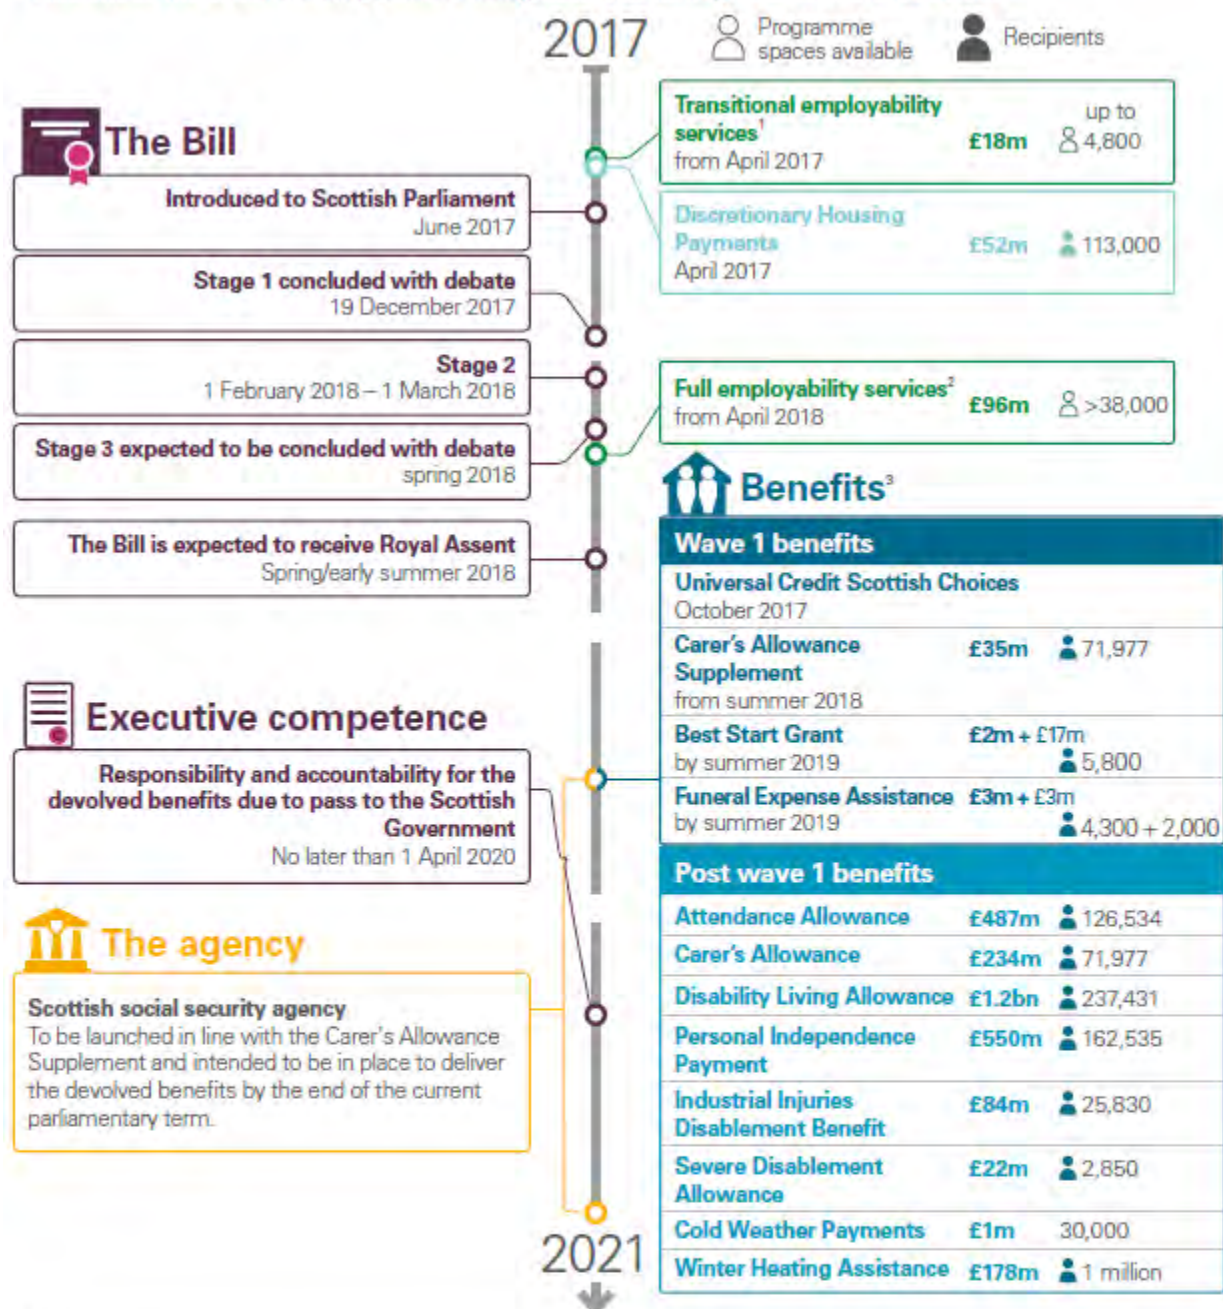 2017
Programme
spaces available
Recipients
The Bill
Introduced to Scottish Parliament
June 2017
Stage 1 concluded with debate
19 December 2017
Stage 2
1 February 2018 – 1 March 2018
Stage 3 expected to be concluded with debate
spring 2018
The Bill is expected to receive Royal Assent
Spring/early summer 2018
Executive competence
Responsibility and accountability for the
devolved benefits due to pass to the Scottish
Government
No later than 1 April 2020
The agency
Scottish social security agency
To be launched in line with the Carer's Allowance
Supplement and intended to be in place to deliver
the devolved benefits by the end of the current
parliamentary term.
Transitional employability
services¹
from April 2017
£18m
up to
4,800
Discretionary Housing
Payments
April 2017
£52m
113,000
Full employability services²
from April 2018
£96m
>38,000
Benefits³
Wave 1 benefits
Universal Credit Scottish Choices
October 2017
Carer's Allowance
Supplement
from summer 2018
£35m
71,977
Best Start Grant
by summer 2019
£2m + £17m
5,800
Funeral Expense Assistance
by summer 2019
£3m + £3m
4,300 + 2,000
Post wave 1 benefits
Attendance Allowance £487m 126,534
Carer's Allowance £234m 71,977
Disability Living Allowance £1.2bn 237,431
Personal Independence
Payment
£550m 162,535
Industrial Injuries
Disablement Benefit
£84m 25,830
Severe Disablement
Allowance
£22m 2,850
Cold Weather Payments £1m 30,000
Winter Heating Assistance £178m 1 million
2021